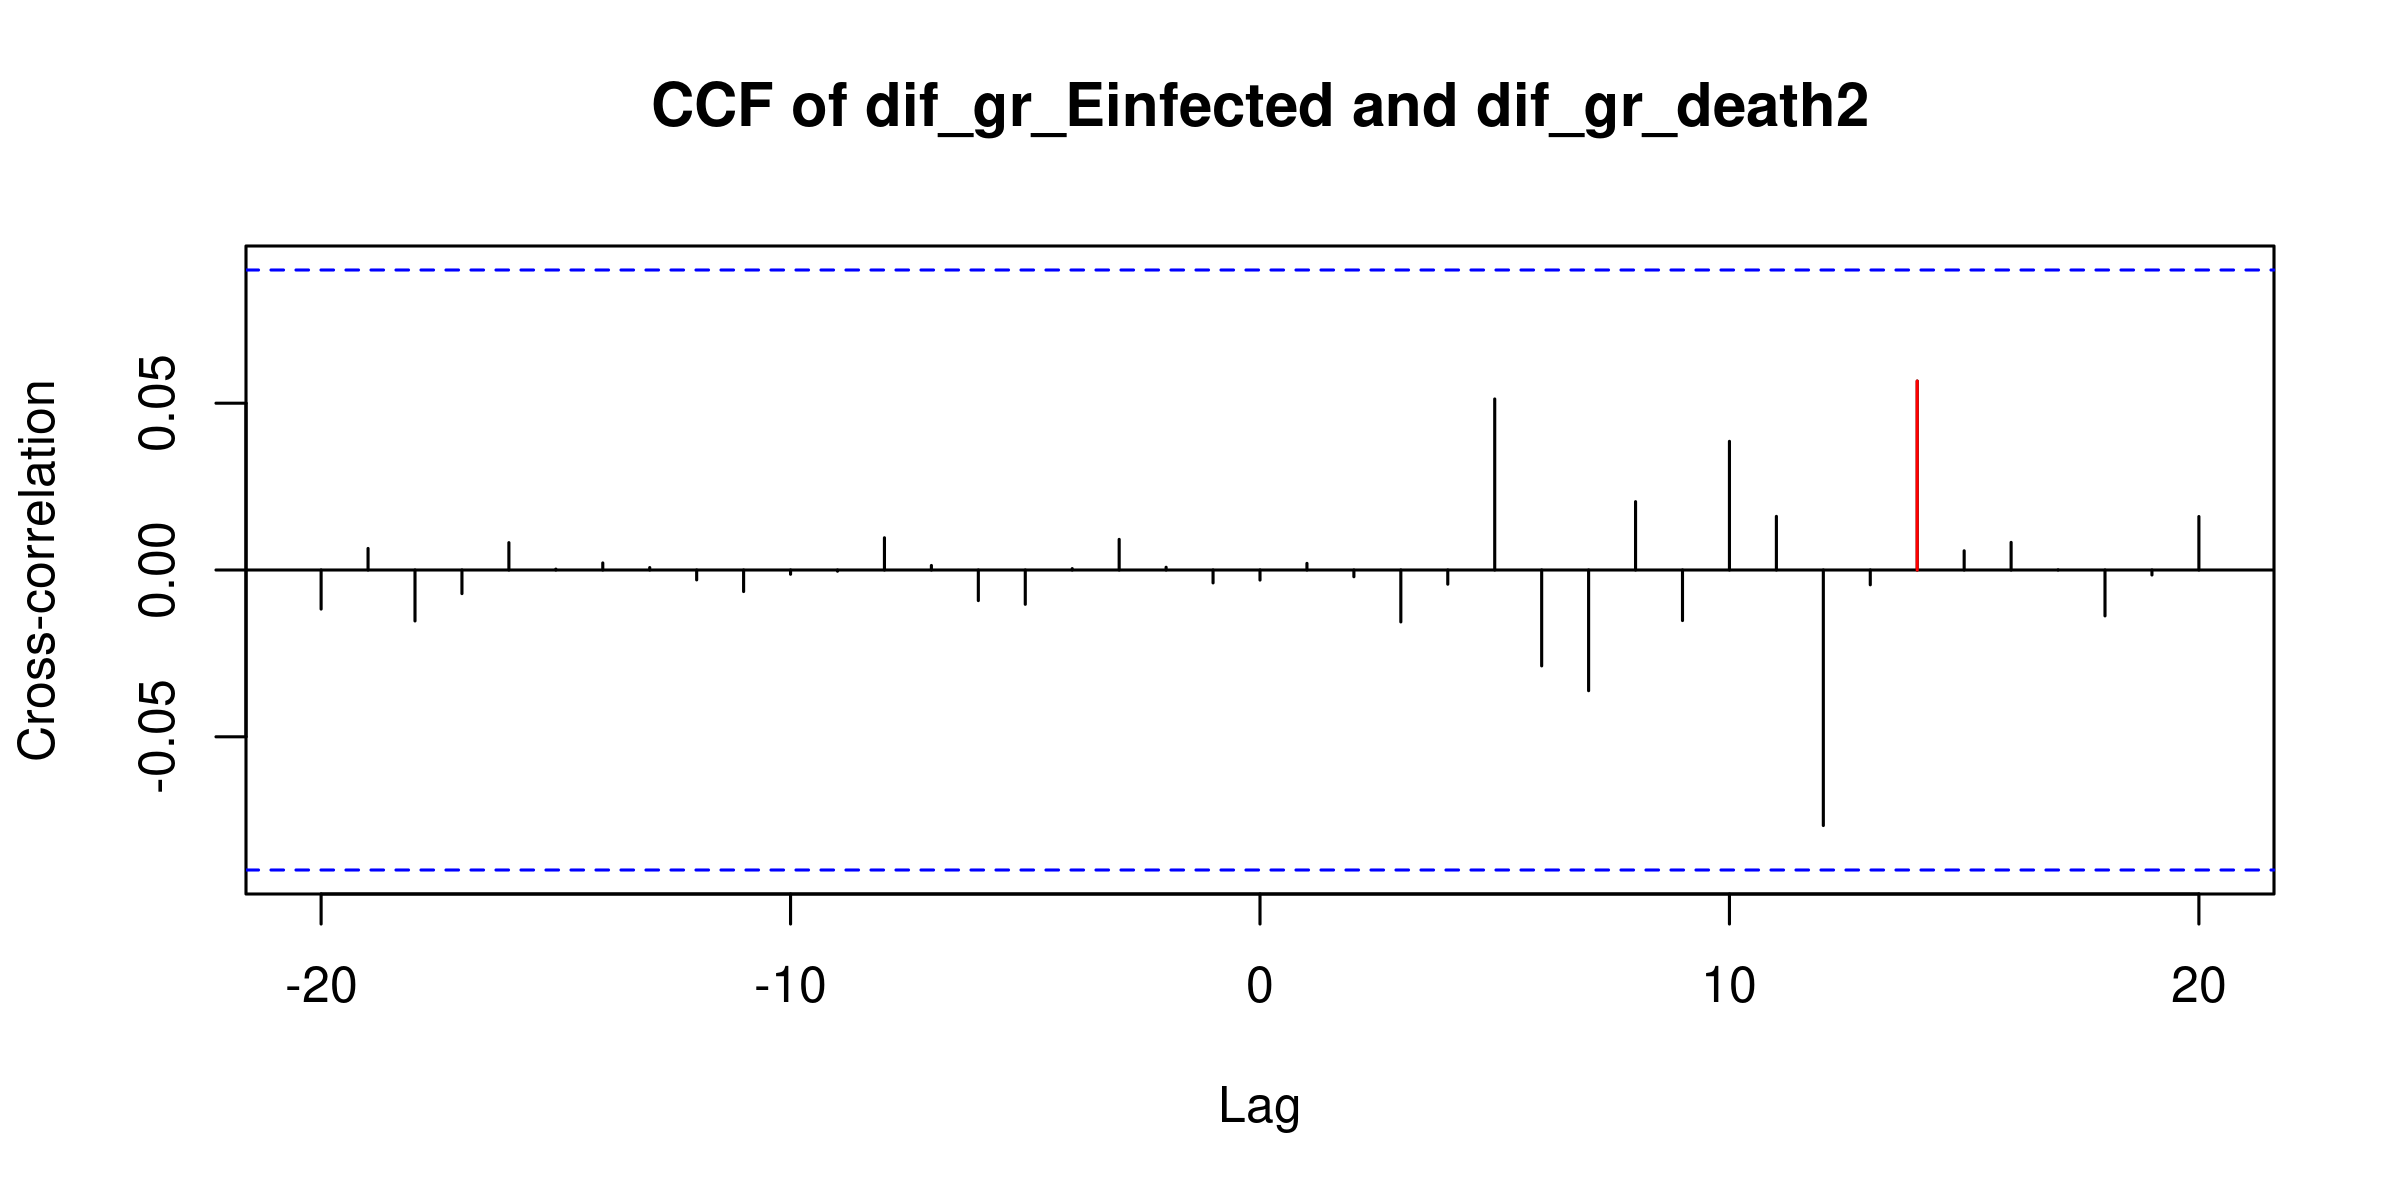 CCF of dif_gr_Einfected and dif_gr_death2
Cross-correlation
0.05
0.00
-0.05
-20
-10
0
10
20
Lag